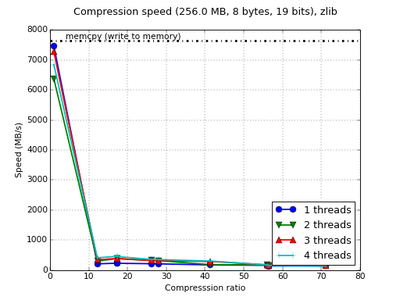 Compression speed (256.0 MB, 8 bytes, 19 bits), zlib
8000
memcpy (write to memory)
7000
6000
5000
4000
3000
2000
1000
0
Speed (MB/s)
1 threads
2 threads
3 threads
4 threads
0 10 20 30 40 50 60 70 80
Compresssion ratio